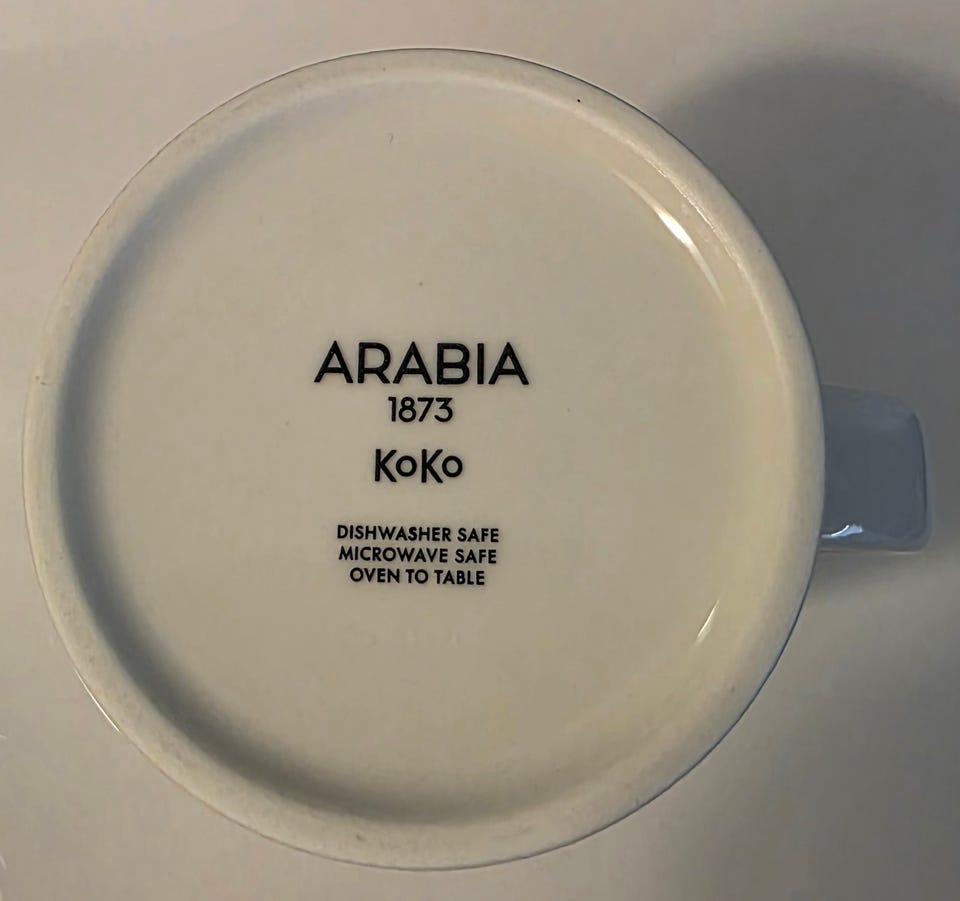 ARABIA
1873
KoKo
DISHWASHER SAFE
MICROWAVE SAFE
OVEN TO TABLE